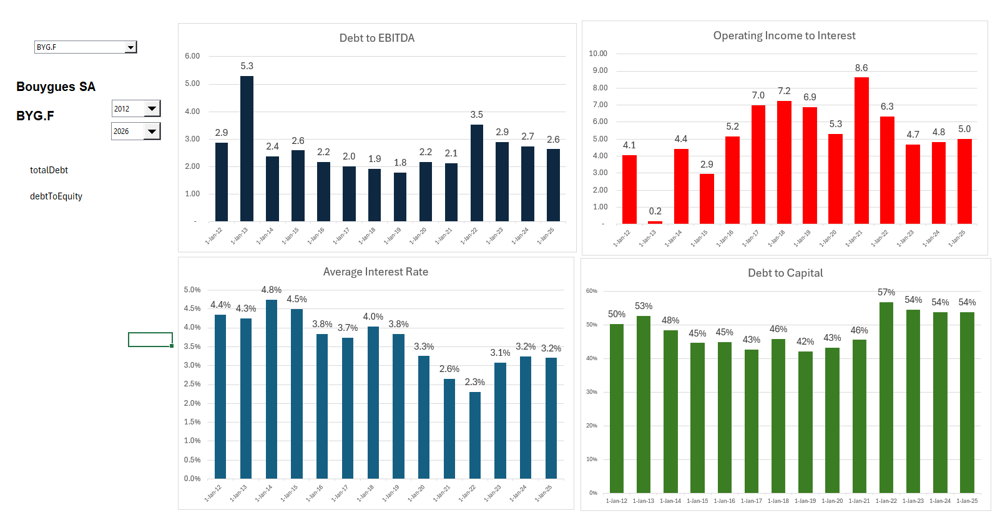 BYG.F
Bouygues SA
BYG.F
2012
2026
totalDebt
debtToEquity
Debt to EBITDA
6.00
5.00
4.00
3.00
2.00
1.00
-
2.9
5.3
2.4
2.6
2.2
2.0
1.9
1.8
2.2
2.1
3.5
2.9
2.7
2.6
1-Jan-12
1-Jan-13
1-Jan-14
1-Jan-15
1-Jan-16
1-Jan-17
1-Jan-18
1-Jan-19
1-Jan-20
1-Jan-21
1-Jan-22
1-Jan-23
1-Jan-24
1-Jan-25
Operating Income to Interest
10.00
9.00
8.00
7.00
6.00
5.00
4.00
3.00
2.00
1.00
-
4.1
0.2
4.4
2.9
5.2
7.0
7.2
6.9
5.3
8.6
6.3
4.7
4.8
5.0
1-Jan-12
1-Jan-13
1-Jan-14
1-Jan-15
1-Jan-16
1-Jan-17
1-Jan-18
1-Jan-19
1-Jan-20
1-Jan-21
1-Jan-22
1-Jan-23
1-Jan-24
1-Jan-25
Average Interest Rate
5.0%
4.5%
4.0%
3.5%
3.0%
2.5%
2.0%
1.5%
1.0%
0.5%
0.0%
4.4%
4.3%
4.8%
4.5%
3.8%
3.7%
4.0%
3.8%
3.3%
2.6%
2.3%
3.1%
3.2%
3.2%
1-Jan-12
1-Jan-13
1-Jan-14
1-Jan-15
1-Jan-16
1-Jan-17
1-Jan-18
1-Jan-19
1-Jan-20
1-Jan-21
1-Jan-22
1-Jan-23
1-Jan-24
1-Jan-25
Debt to Capital
60%
50%
40%
30%
20%
10%
0%
50%
53%
48%
45%
45%
43%
46%
42%
43%
46%
57%
54%
54%
54%
1-Jan-12
1-Jan-13
1-Jan-14
1-Jan-15
1-Jan-16
1-Jan-17
1-Jan-18
1-Jan-19
1-Jan-20
1-Jan-21
1-Jan-22
1-Jan-23
1-Jan-24
1-Jan-25